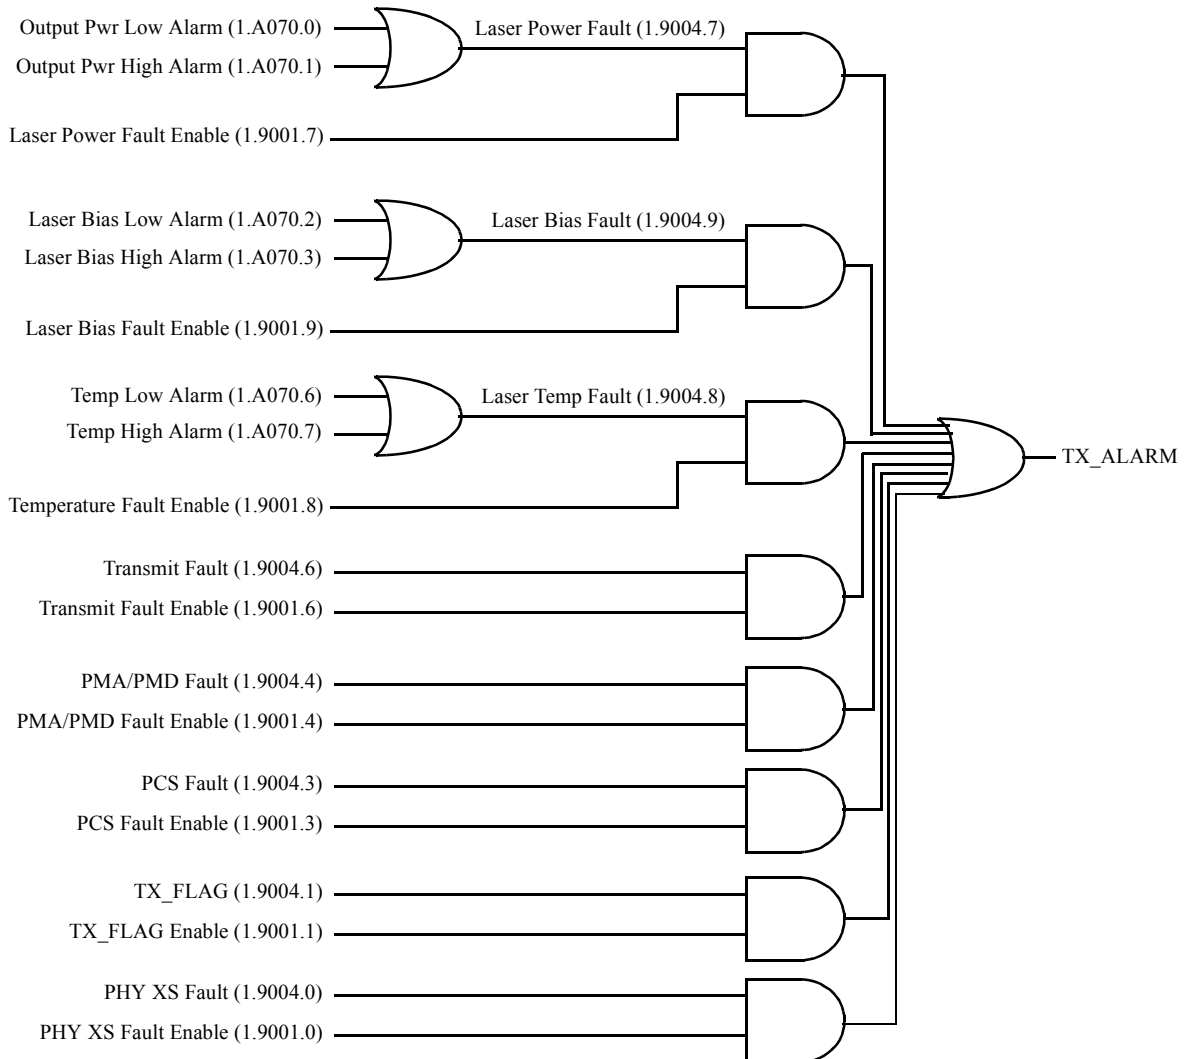 Output Pwr Low Alarm (1.A070.0)
Laser Power Fault (1.9004.7)
Output Pwr High Alarm (1.A070.1)
Laser Power Fault Enable (1.9001.7)
Laser Bias Low Alarm (1.A070.2)
Laser Bias Fault (1.9004.9)
Laser Bias High Alarm (1.A070.3)
Laser Bias Fault Enable (1.9001.9)
Temp Low Alarm (1.A070.6)
Laser Temp Fault (1.9004.8)
Temp High Alarm (1.A070.7)
TX_ALARM
Temperature Fault Enable (1.9001.8)
Transmit Fault (1.9004.6)
Transmit Fault Enable (1.9001.6)
PMA/PMD Fault (1.9004.4)
PMA/PMD Fault Enable (1.9001.4)
PCS Fault (1.9004.3)
PCS Fault Enable (1.9001.3)
TX_FLAG (1.9004.1)
TX_FLAG Enable (1.9001.1)
PHY XS Fault (1.9004.0)
PHY XS Fault Enable (1.9001.0)